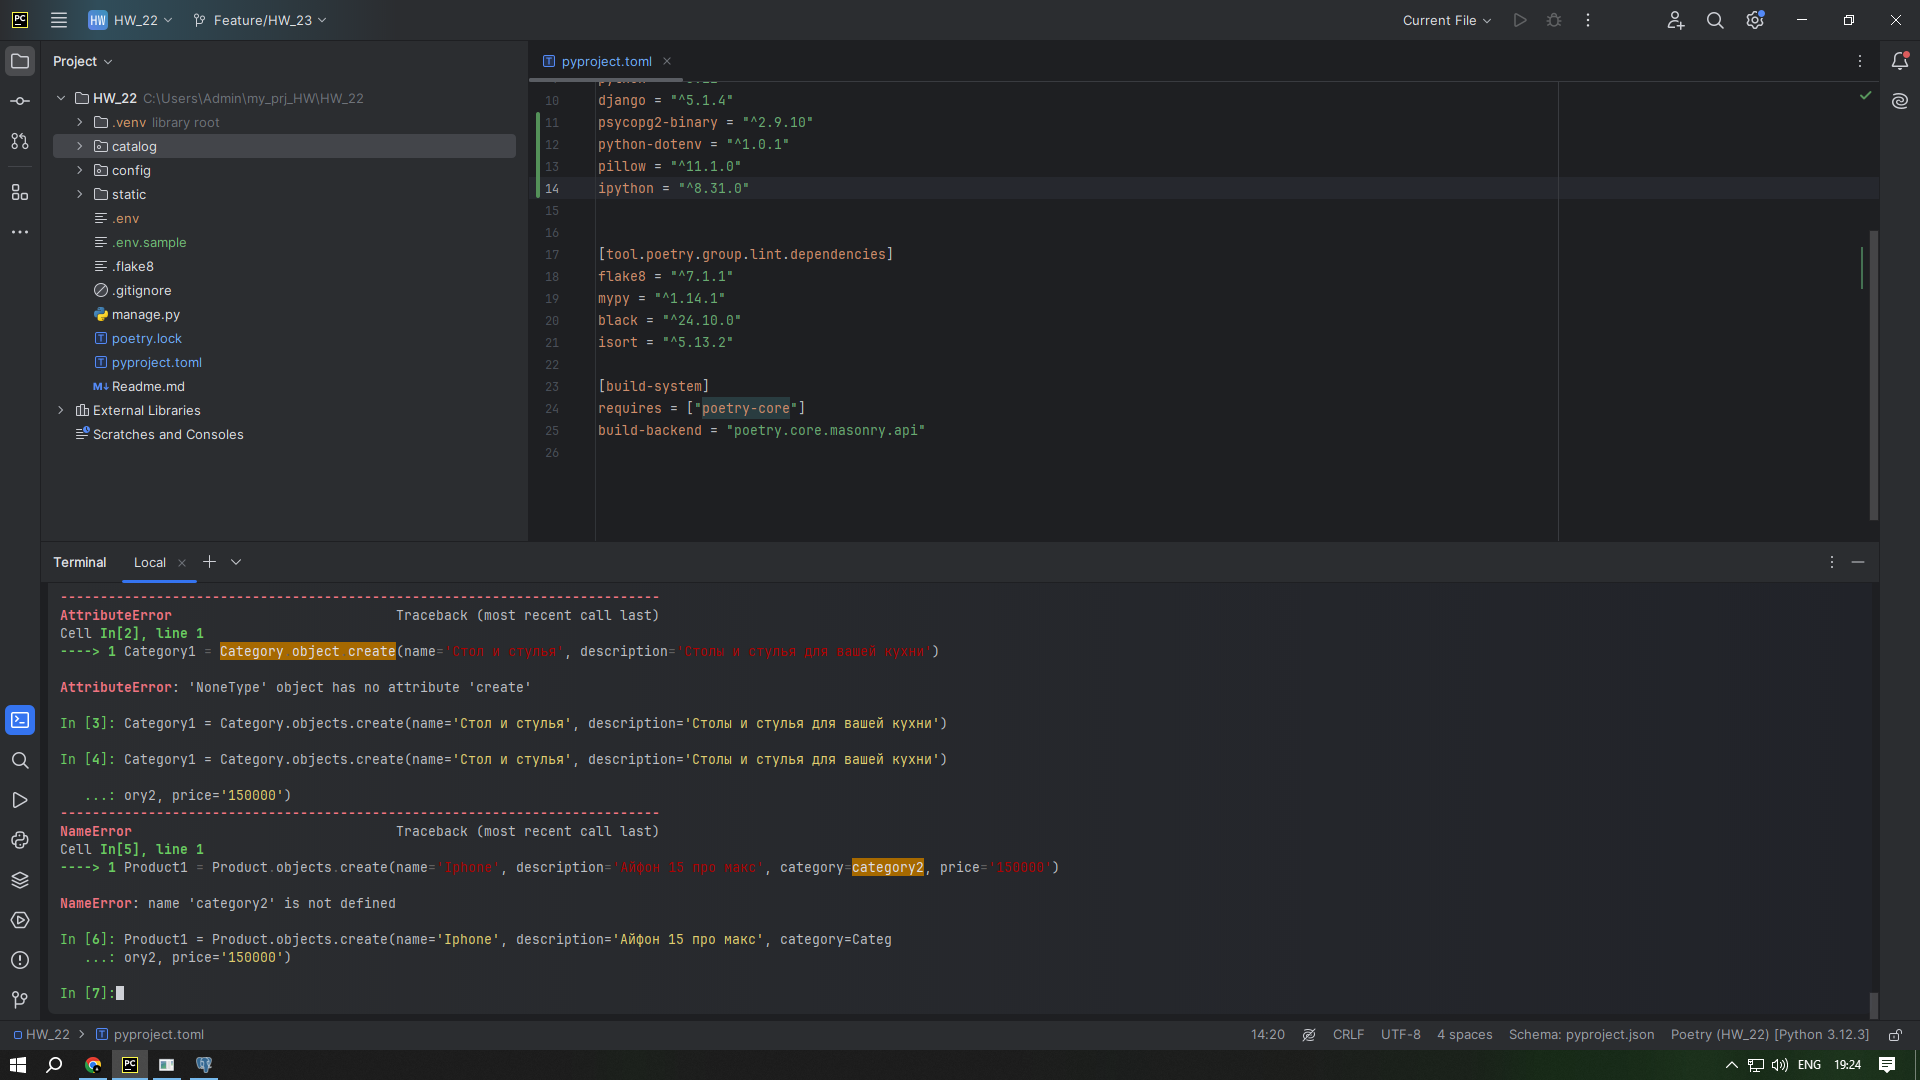 PC
HW HW_22 Feature/HW_23 Current File
Project
HW_22 C:\Users\Admin\my_prj_HW\HW_22
.venv library root
catalog
config
static
.env
.env.sample
.flake8
.gitignore
manage.py
poetry.lock
pyproject.toml
Readme.md
External Libraries
Scratches and Consoles
pyproject.toml
10 django = "^5.1.4"
11 psycopg2-binary = "^2.9.10"
12 python-dotenv = "^1.0.1"
13 pillow = "^11.1.0"
14 ipython = "^8.31.0"
15
16
17 [tool.poetry.group.lint.dependencies]
18 flake8 = "^7.1.1"
19 mypy = "^1.14.1"
20 black = "^24.10.0"
21 isort = "^5.13.2"
22
23 [build-system]
24 requires = ["poetry-core"]
25 build-backend = "poetry.core.masonry.api"
26
Terminal Local
---------------------------------------------------------------------------
AttributeError Traceback (most recent call last)
Cell In[2], line 1
----> 1 Category1 = Category.object.create(name='Стол и стулья', description='Столы и стулья для вашей кухни')
AttributeError: 'NoneType' object has no attribute 'create'
In [3]: Category1 = Category.objects.create(name='Стол и стулья', description='Столы и стулья для вашей кухни')
In [4]: Category1 = Category.objects.create(name='Стол и стулья', description='Столы и стулья для вашей кухни')
...: ory2, price='150000')
---------------------------------------------------------------------------
NameError Traceback (most recent call last)
Cell In[5], line 1
----> 1 Product1 = Product.objects.create(name='Iphone', description='Айфон 15 про макс', category=category2, price='150000')
NameError: name 'category2' is not defined
In [6]: Product1 = Product.objects.create(name='Iphone', description='Айфон 15 про макс', category=Categ
...: ory2, price='150000')
In [7]:
HW_22 > pyproject.toml 14:20 CRLF UTF-8 4 spaces Schema: pyproject.json Poetry (HW_22) [Python 3.12.3]
PC ENG 19:24